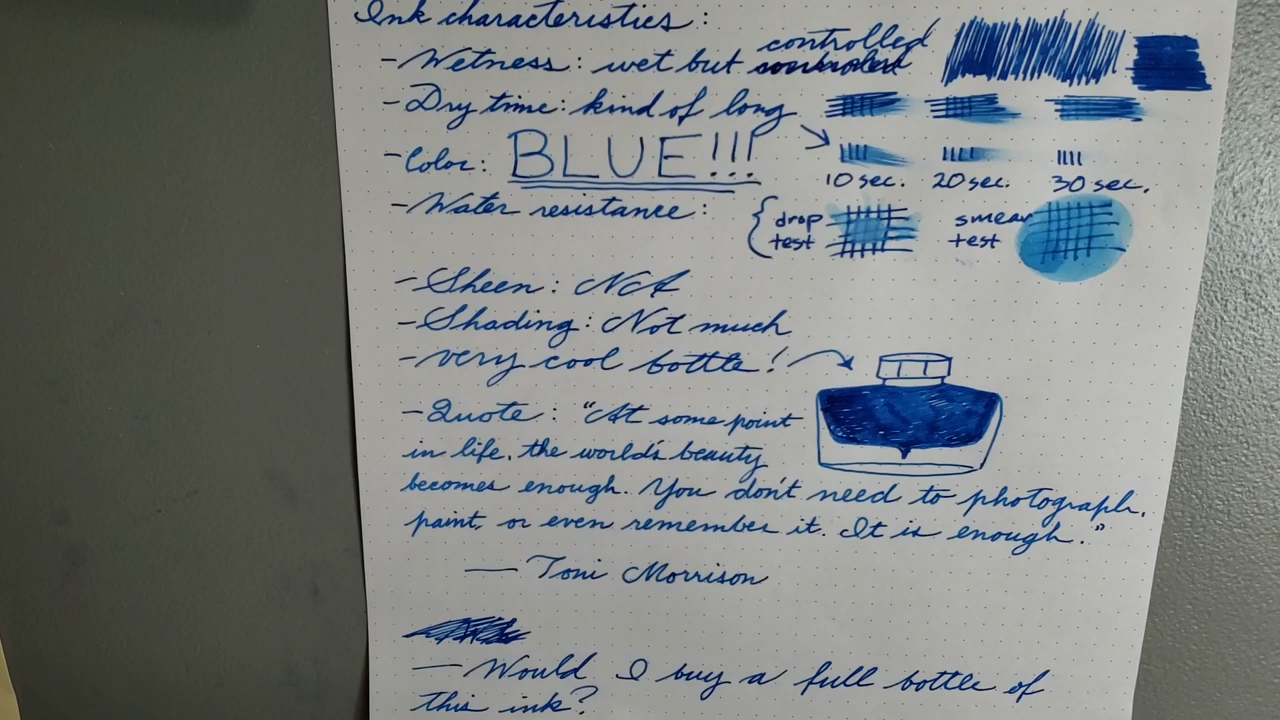 Ink characteristics:
- Wetness: wet but controlled
- Dry time: kind of long
- Color: BLUE!!!
10 sec. 20 sec. 30 sec.
- Water resistance: { drop test smear test
- Sheen: NA
- Shading: Not much
- very cool bottle!
- Quote: "At some point
in life, the world's beauty
becomes enough. You don't need to photograph,
paint, or even remember it. It is enough."
— Toni Morrison
— Would I buy a full bottle of
this ink?